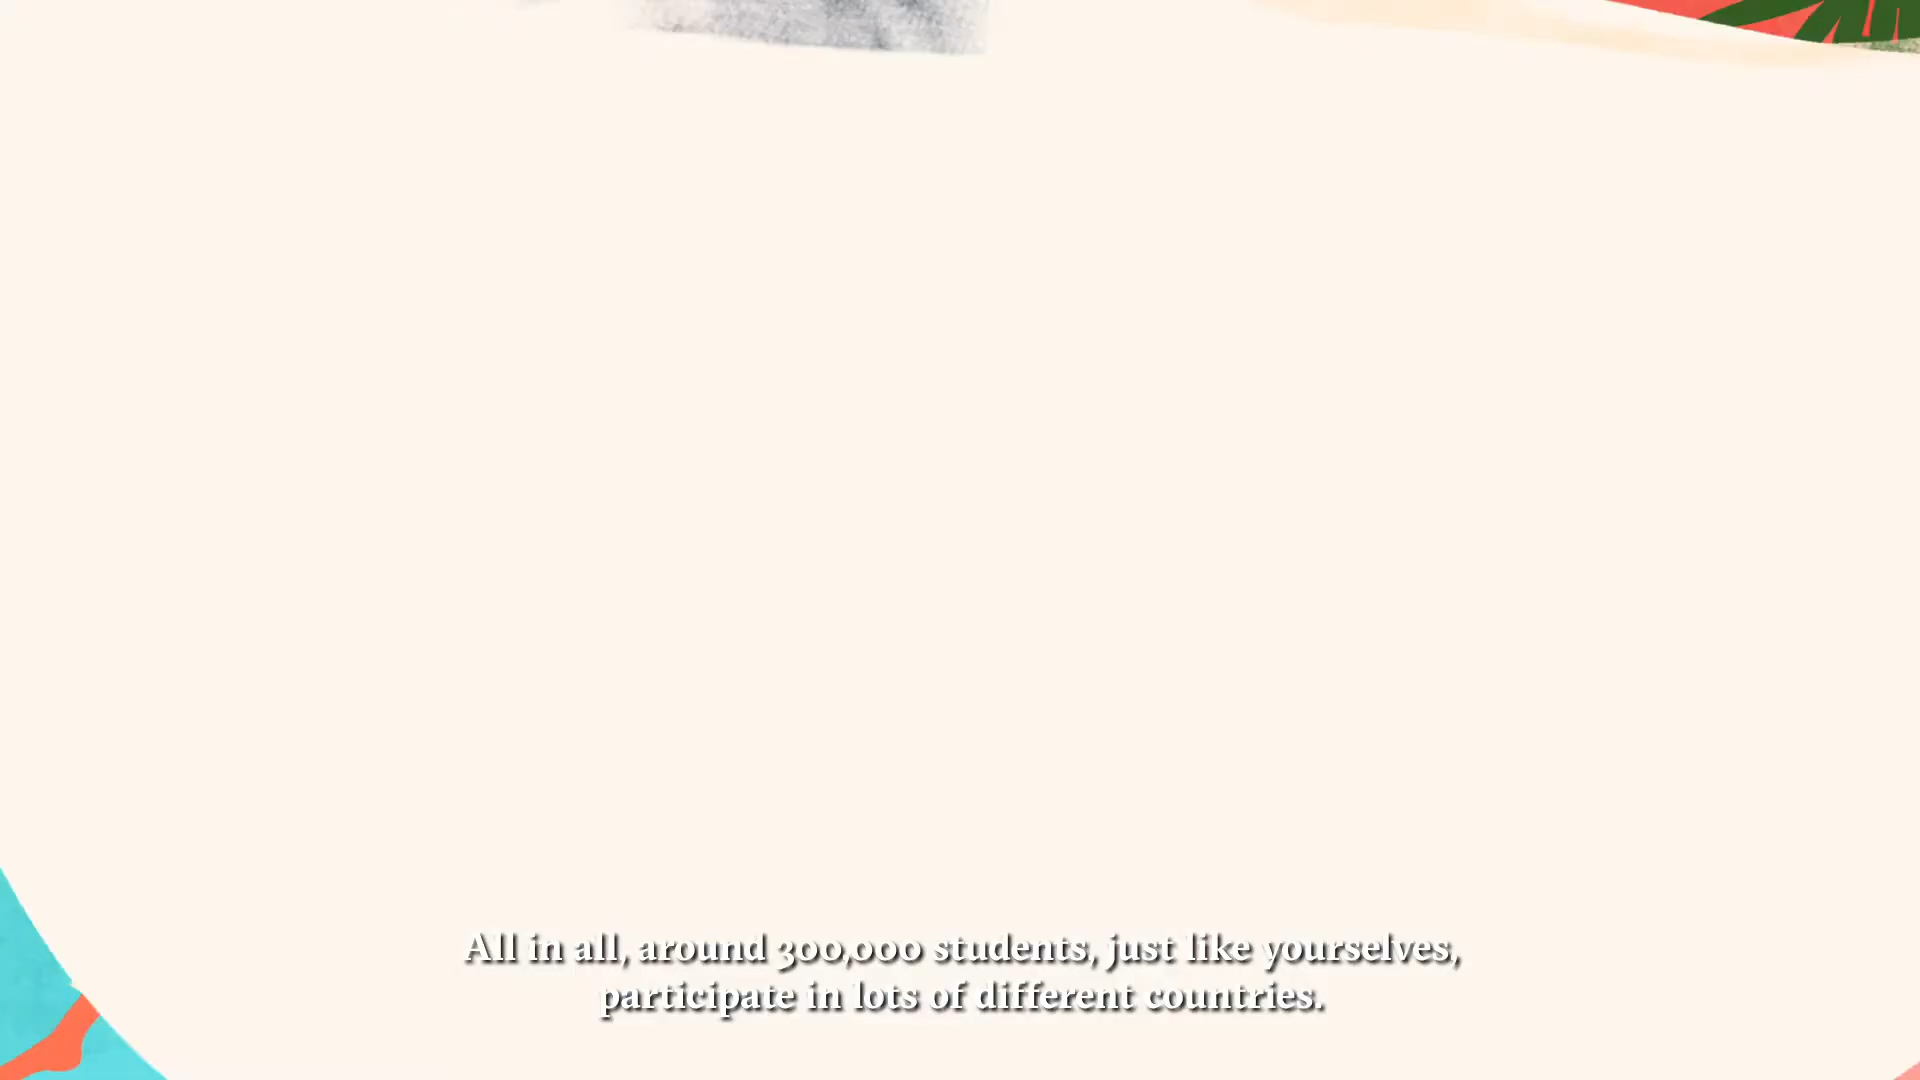 All in all, around 300,000 students, just like yourselves,
participate in lots of different countries.